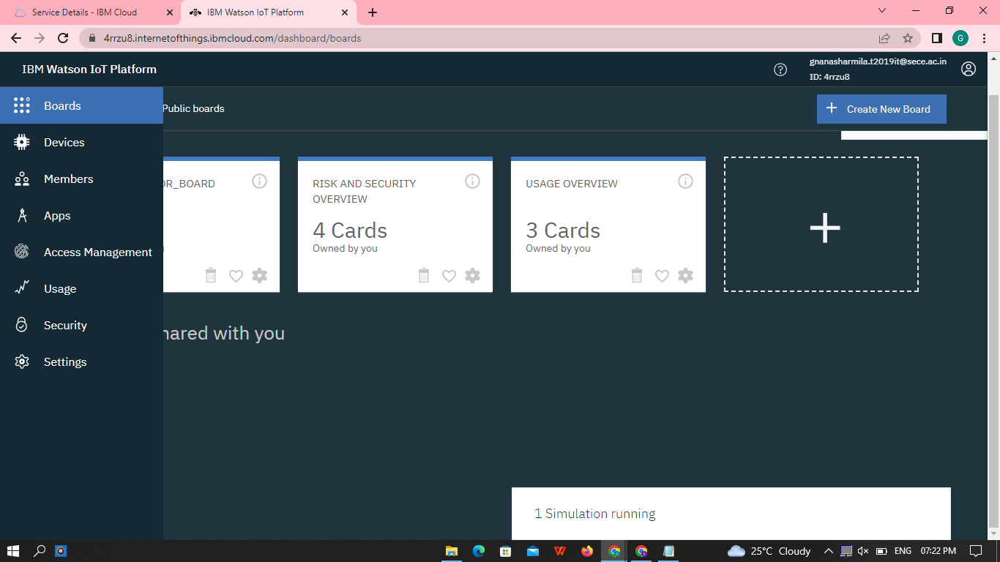 Service Details - IBM Cloud
IBM Watson IoT Platform
4rrzu8.internetofthings.ibmcloud.com/dashboard/boards
G
IBM Watson IoT Platform
gnanasharmila.t2019it@sece.ac.in
ID: 4rrzu8
Boards
Devices
Members
Apps
Access Management
Usage
Security
Settings
Public boards
Create New Board
OR_BOARD
RISK AND SECURITY
OVERVIEW
4 Cards
Owned by you
USAGE OVERVIEW
3 Cards
Owned by you
hared with you
1 Simulation running
25°C Cloudy
ENG
07:22 PM